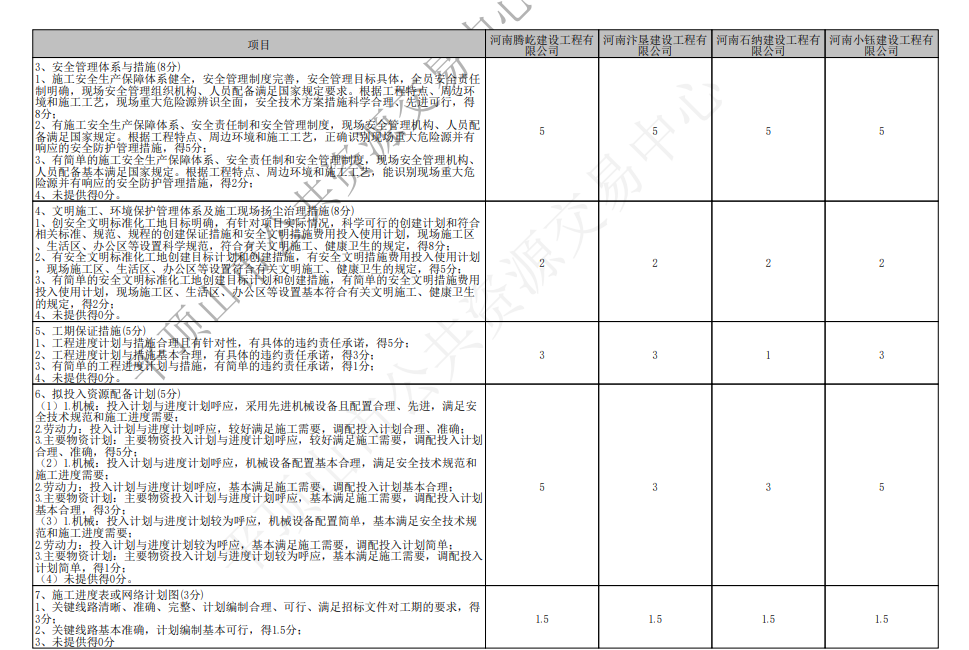 项目
河南腾屹建设工程有限公司
河南汴垦建设工程有限公司
河南石纳建设工程有限公司
河南小钰建设工程有限公司
3、安全管理体系与措施(8分)
1、施工安全生产保障体系健全，安全管理制度完善，安全管理目标具体，全员安全责任
制明确，现场安全管理组织机构、人员配备满足国家规定要求。根据工程特点、周边环
境和施工工艺，现场重大危险源辨识全面，安全技术方案措施科学合理、先进可行，得
8分;
2、有施工安全生产保障体系、安全责任制和安全管理制度，现场安全管理机构、人员配
备满足国家规定。根据工程特点、周边环境和施工工艺，正确识别现场重大危险源并有
响应的安全防护管理措施，得5分;
3、有简单的施工安全生产保障体系、安全责任制和安全管理制度，现场安全管理机构、
人员配备基本满足国家规定。根据工程特点、周边环境和施工工艺，能识别现场重大危
险源并有响应的安全防护管理措施，得2分;
4、未提供得0分。
5
5
5
5
4、文明施工、环境保护管理体系及施工现场扬尘治理措施(8分)
1、创安全文明标准化工地目标明确，有针对项目实际情况，科学可行的创建计划和符合
相关标准、规范、规程的创建保证措施和安全文明措施费用投入使用计划，现场施工区
、生活区、办公区等设置科学规范，符合有关文明施工、健康卫生的规定，得8分;
2、有安全文明标准化工地创建目标计划和创建措施，有安全文明措施费用投入使用计划
，现场施工区、生活区、办公区等设置符合有关文明施工、健康卫生的规定，得5分;
3、有简单的安全文明标准化工地创建目标计划和创建措施，有简单的安全文明措施费用
投入使用计划，现场施工区、生活区、办公区等设置基本符合有关文明施工、健康卫生
的规定，得2分;
4、未提供得0分。
2
2
2
2
5、工期保证措施(5分)
1、工程进度计划与措施合理且有针对性，有具体的违约责任承诺，得5分;
2、工程进度计划与措施基本合理，有具体的违约责任承诺，得3分;
3、有简单的工程进度计划与措施，有简单的违约责任承诺，得1分;
4、未提供得0分。
3
3
1
3
6、拟投入资源配备计划(5分)
（1）1.机械：投入计划与进度计划呼应，采用先进机械设备且配置合理、先进，满足安
全技术规范和施工进度需要;
2.劳动力：投入计划与进度计划呼应，较好满足施工需要，调配投入计划合理、准确;
3.主要物资计划：主要物资投入计划与进度计划呼应，较好满足施工需要，调配投入计划
合理、准确，得5分;
（2）1.机械：投入计划与进度计划呼应，机械设备配置基本合理，满足安全技术规范和
施工进度需要;
2.劳动力：投入计划与进度计划呼应，基本满足施工需要，调配投入计划基本合理;
3.主要物资计划：主要物资投入计划与进度计划呼应，基本满足施工需要，调配投入计划
基本合理，得3分;
（3）1.机械：投入计划与进度计划较为呼应，机械设备配置简单，基本满足安全技术规
范和施工进度需要;
2.劳动力：投入计划与进度计划较为呼应，基本满足施工需要，调配投入计划简单;
3.主要物资计划：主要物资投入计划与进度计划较为呼应，基本满足施工需要，调配投入
计划简单，得1分;
（4）未提供得0分。
5
3
3
5
7、施工进度表或网络计划图(3分)
1、关键线路清晰、准确、完整、计划编制合理、可行、满足招标文件对工期的要求，得
3分;
2、关键线路基本准确，计划编制基本可行，得1.5分;
3、未提供得0分
1.5
1.5
1.5
1.5
平顶山市公共资源交易中心
平顶山市公共资源交易中心